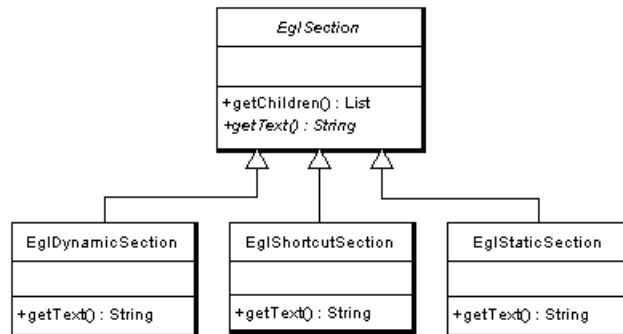 EglSection
+getChildren() : List
+getText() : String
EglDynamicSection
EglShortcutSection
EglStaticSection
+getText() : String
+getText() : String
+getText() : String